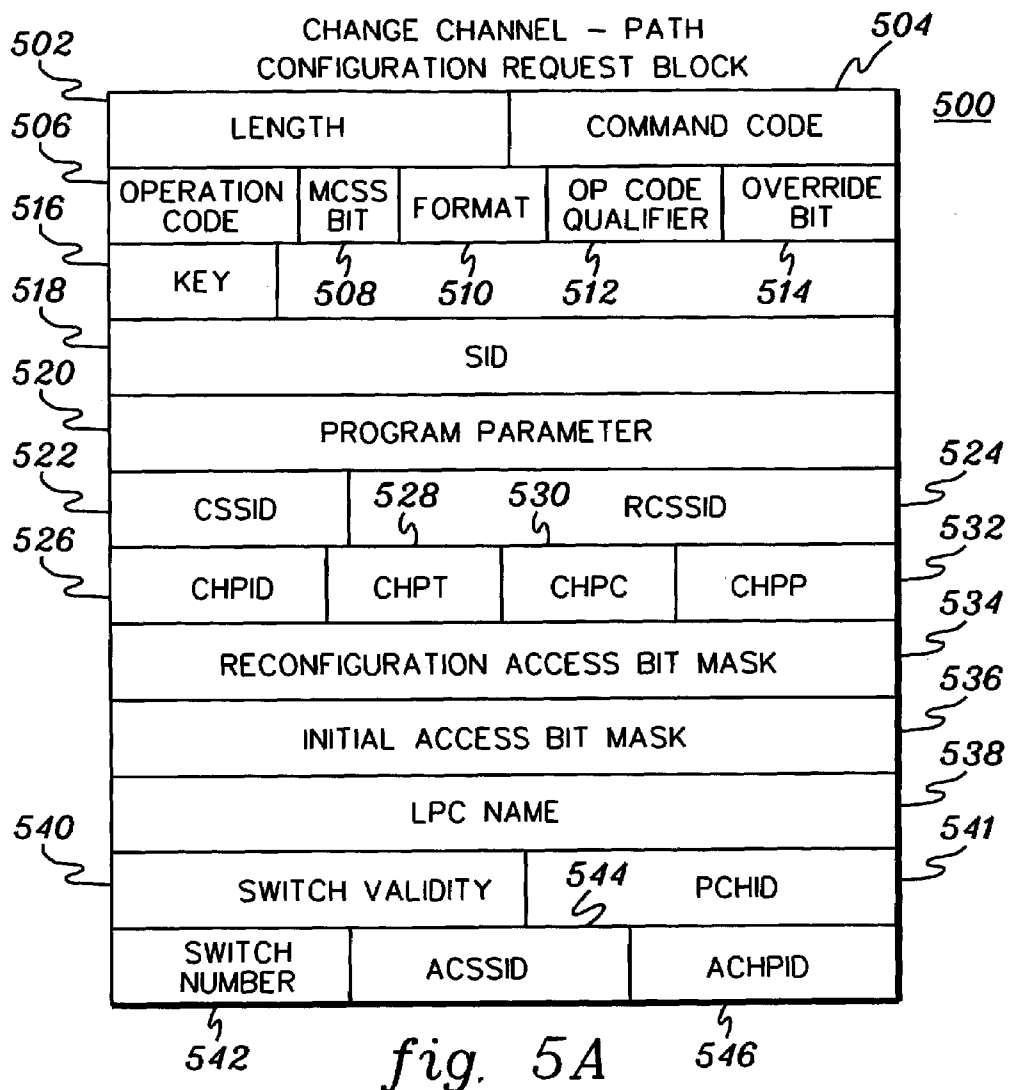 CHANGE CHANNEL – PATH
CONFIGURATION REQUEST BLOCK
502
504
500
LENGTH COMMAND CODE
506
OPERATION CODE MCSS BIT FORMAT OP CODE QUALIFIER OVERRIDE BIT
516
KEY 508 510 512 514
518
SID
520
PROGRAM PARAMETER
522
524
CSSID 528 530 RCSSID
526
532
CHPID CHPT CHPC CHPP
534
RECONFIGURATION ACCESS BIT MASK
536
INITIAL ACCESS BIT MASK
538
LPC NAME
540
541
SWITCH VALIDITY 544 PCHID
SWITCH NUMBER ACSSID ACHPID
542
546
fig. 5A